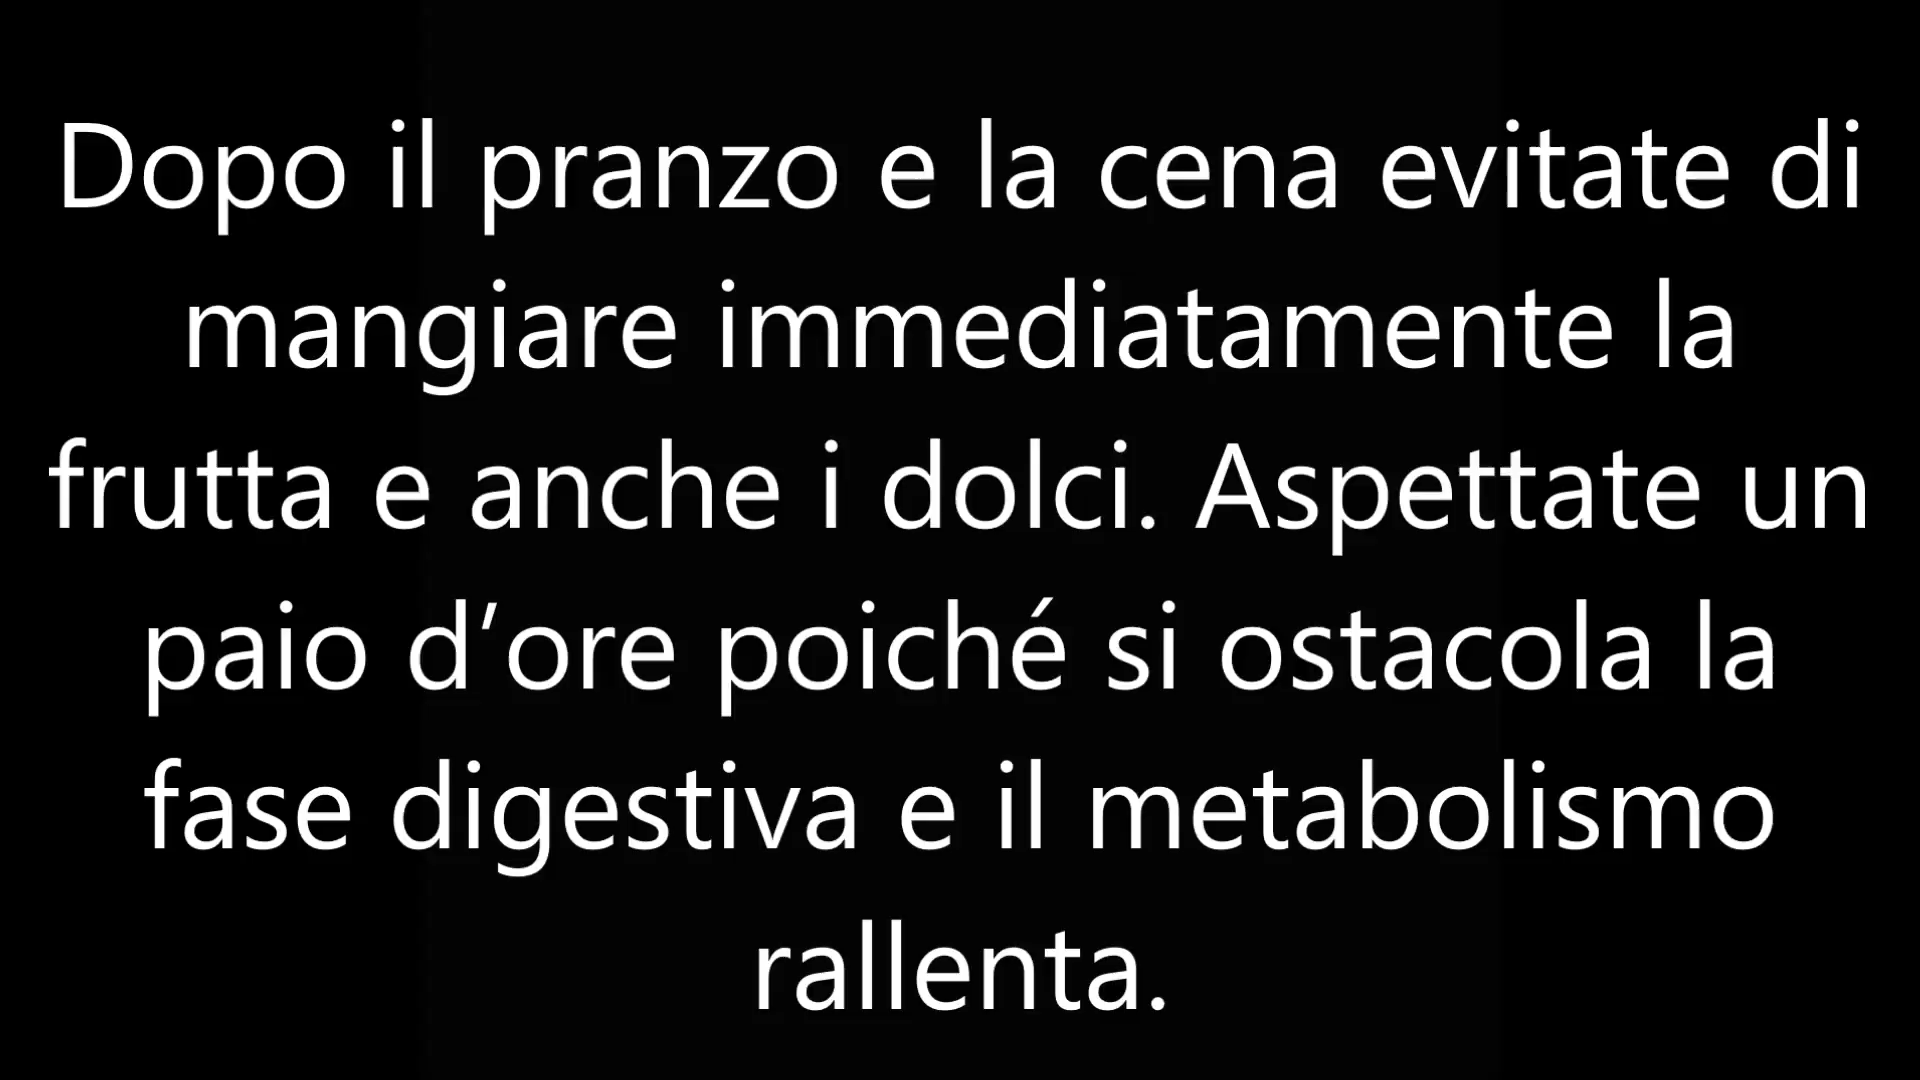 Dopo il pranzo e la cena evitate di
mangiare immediatamente la
frutta e anche i dolci. Aspettate un
paio d’ore poiché si ostacola la
fase digestiva e il metabolismo
rallenta.